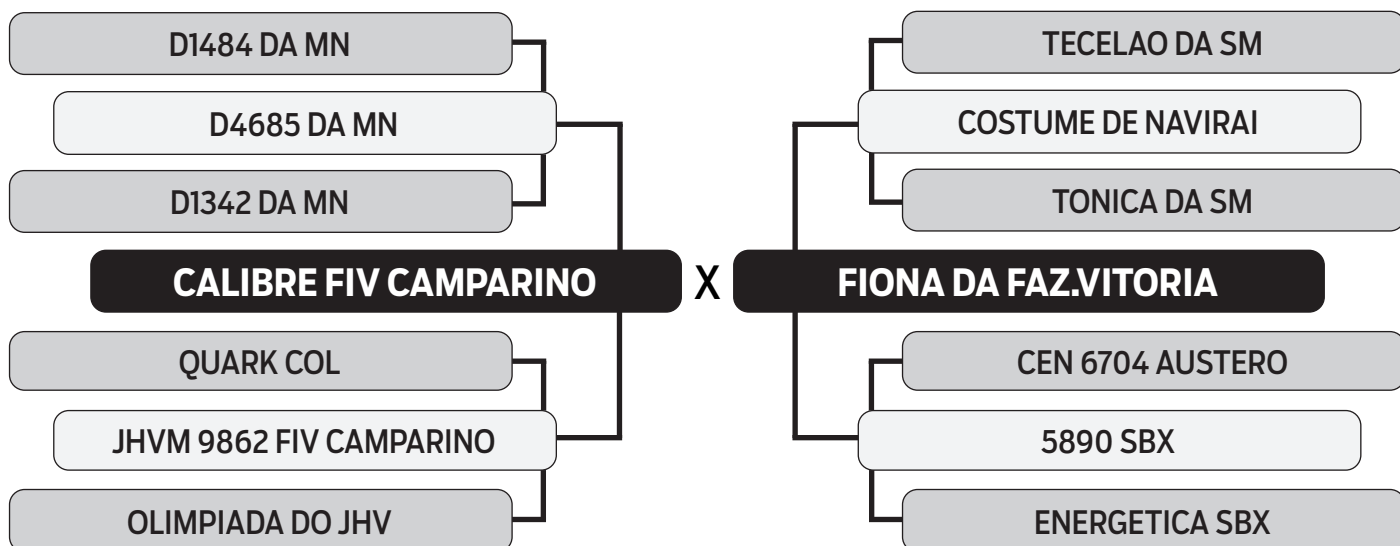 D1484 DA MN
D4685 DA MN
D1342 DA MN
CALIBRE FIV CAMPARINO
QUARK COL
JHVM 9862 FIV CAMPARINO
OLIMPIADA DO JHV
X
TECELAO DA SM
COSTUME DE NAVIRAI
TONICA DA SM
FIONA DA FAZ.VITORIA
CEN 6704 AUSTERO
5890 SBX
ENERGETICA SBX